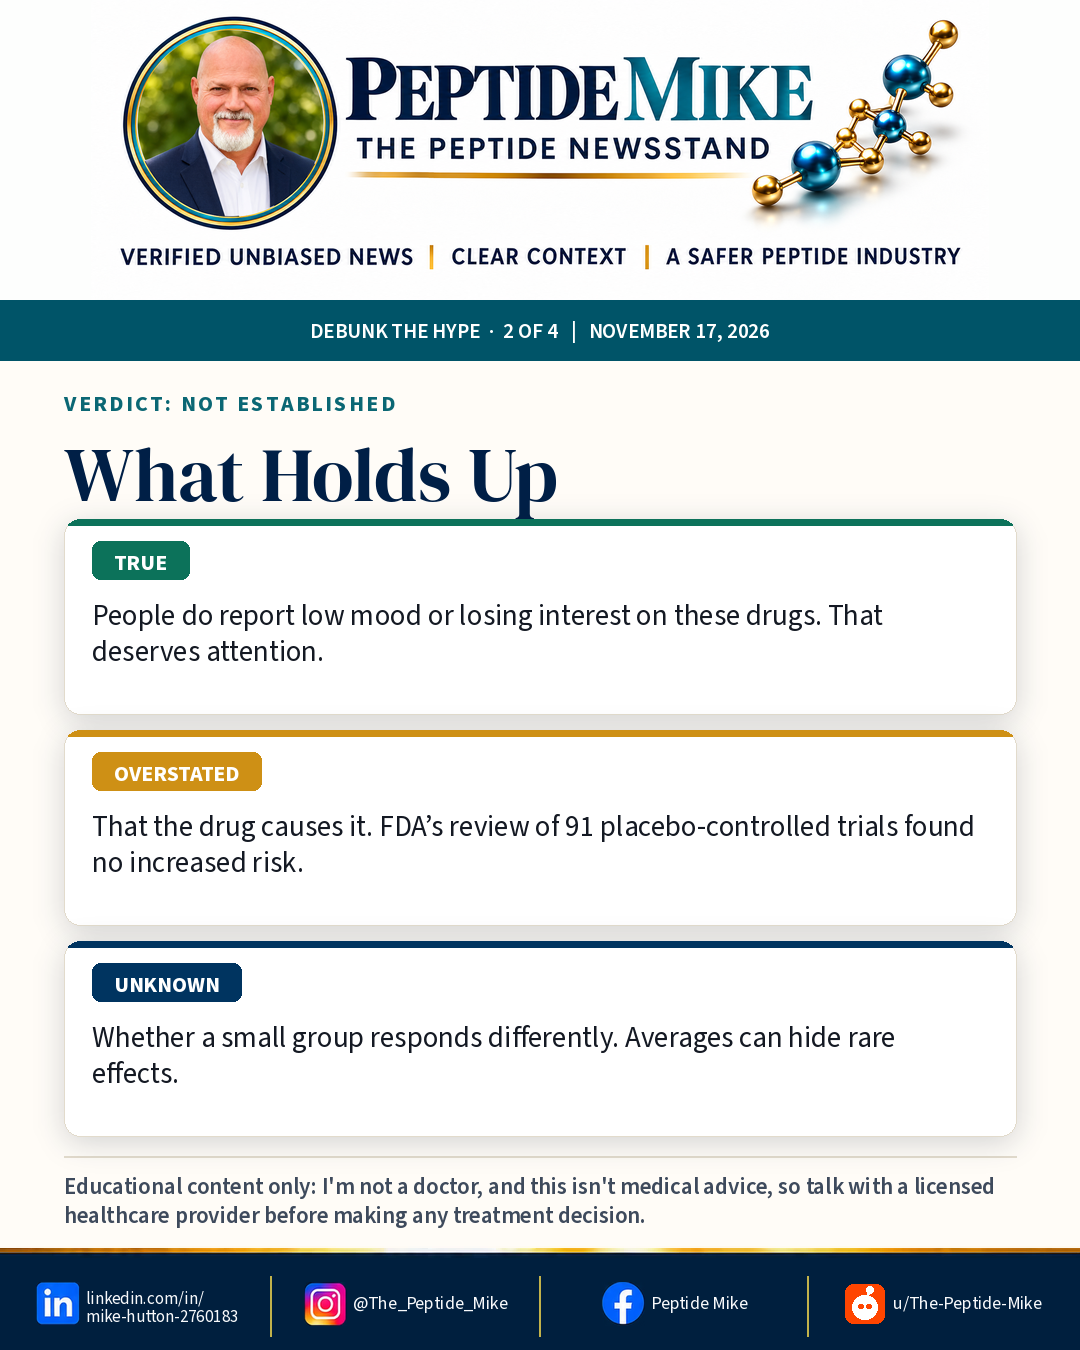 PEPTIDEMIKE
THE PEPTIDE NEWSSTAND
VERIFIED UNBIASED NEWS | CLEAR CONTEXT | A SAFER PEPTIDE INDUSTRY
DEBUNK THE HYPE · 2 OF 4 | NOVEMBER 17, 2026
VERDICT: NOT ESTABLISHED
What Holds Up
TRUE
People do report low mood or losing interest on these drugs. That
deserves attention.
OVERSTATED
That the drug causes it. FDA’s review of 91 placebo-controlled trials found
no increased risk.
UNKNOWN
Whether a small group responds differently. Averages can hide rare
effects.
Educational content only: I'm not a doctor, and this isn't medical advice, so talk with a licensed
healthcare provider before making any treatment decision.
linkedin.com/in/
mike-hutton-2760183
@The_Peptide_Mike
Peptide Mike
u/The-Peptide-Mike